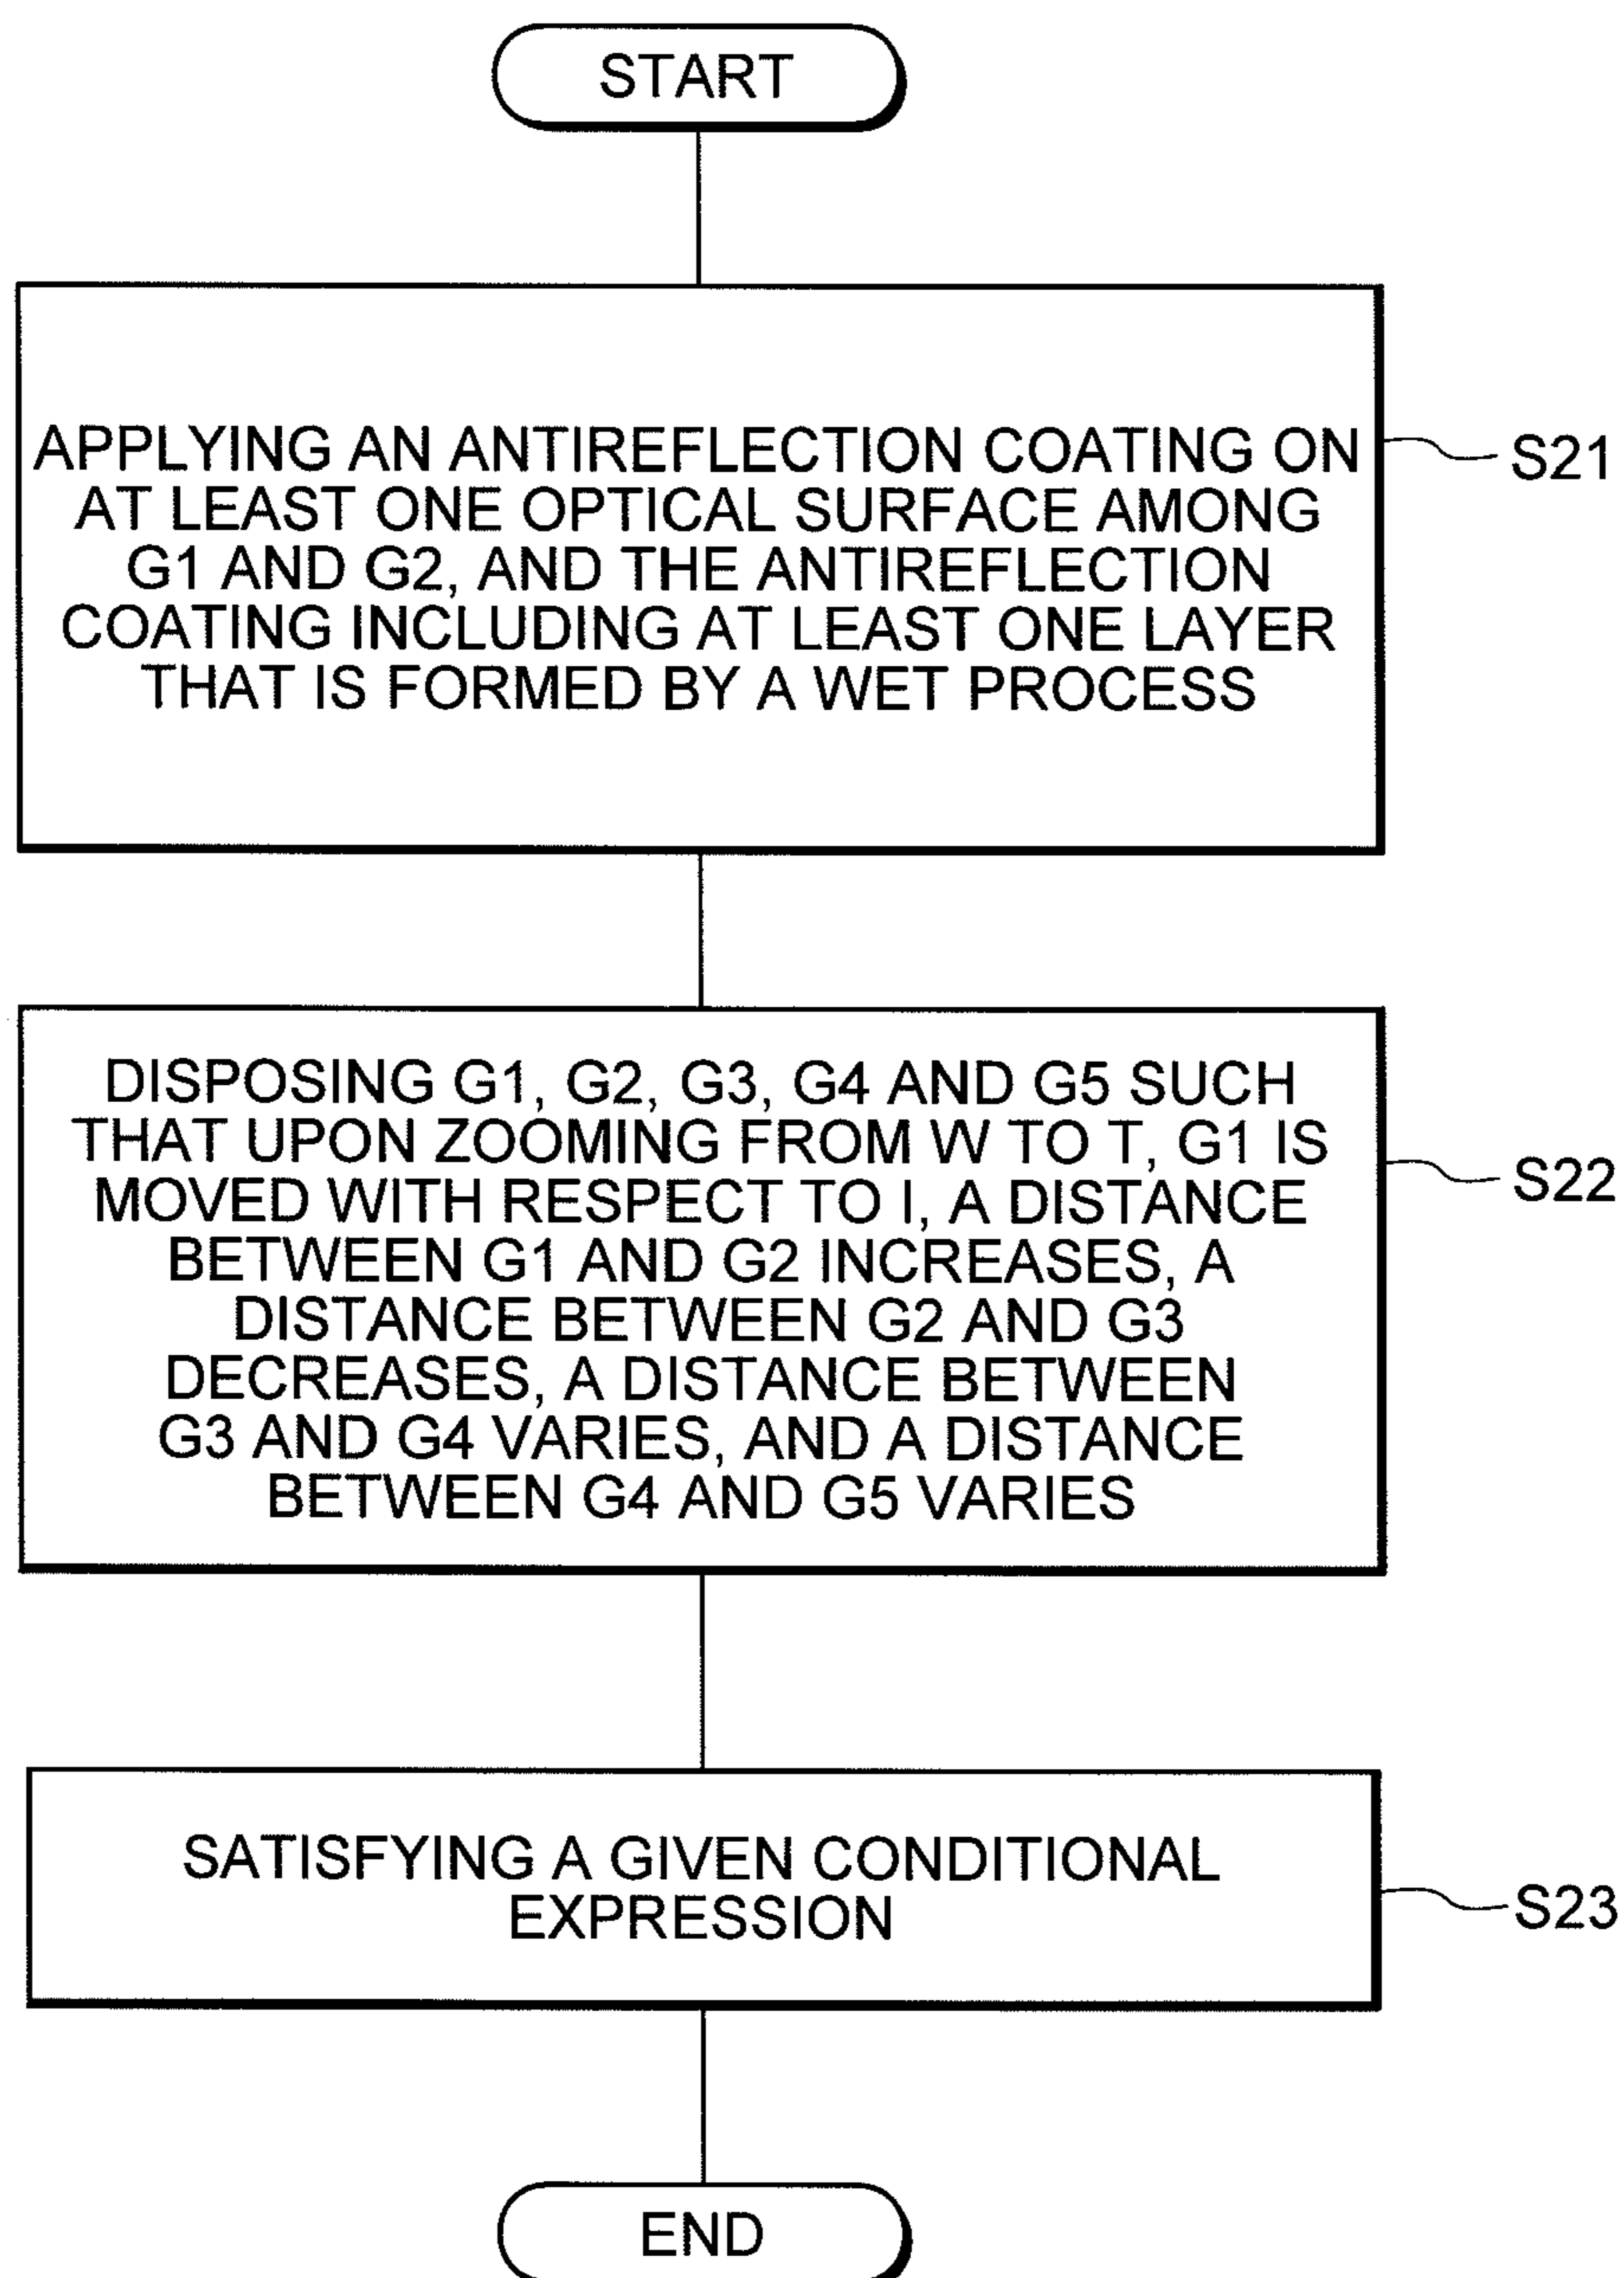 START
APPLYING AN ANTIREFLECTION COATING ON
AT LEAST ONE OPTICAL SURFACE AMONG
G1 AND G2, AND THE ANTIREFLECTION
COATING INCLUDING AT LEAST ONE LAYER
THAT IS FORMED BY A WET PROCESS
S21
DISPOSING G1, G2, G3, G4 AND G5 SUCH
THAT UPON ZOOMING FROM W TO T, G1 IS
MOVED WITH RESPECT TO I, A DISTANCE
BETWEEN G1 AND G2 INCREASES, A
DISTANCE BETWEEN G2 AND G3
DECREASES, A DISTANCE BETWEEN
G3 AND G4 VARIES, AND A DISTANCE
BETWEEN G4 AND G5 VARIES
S22
SATISFYING A GIVEN CONDITIONAL
EXPRESSION
S23
END